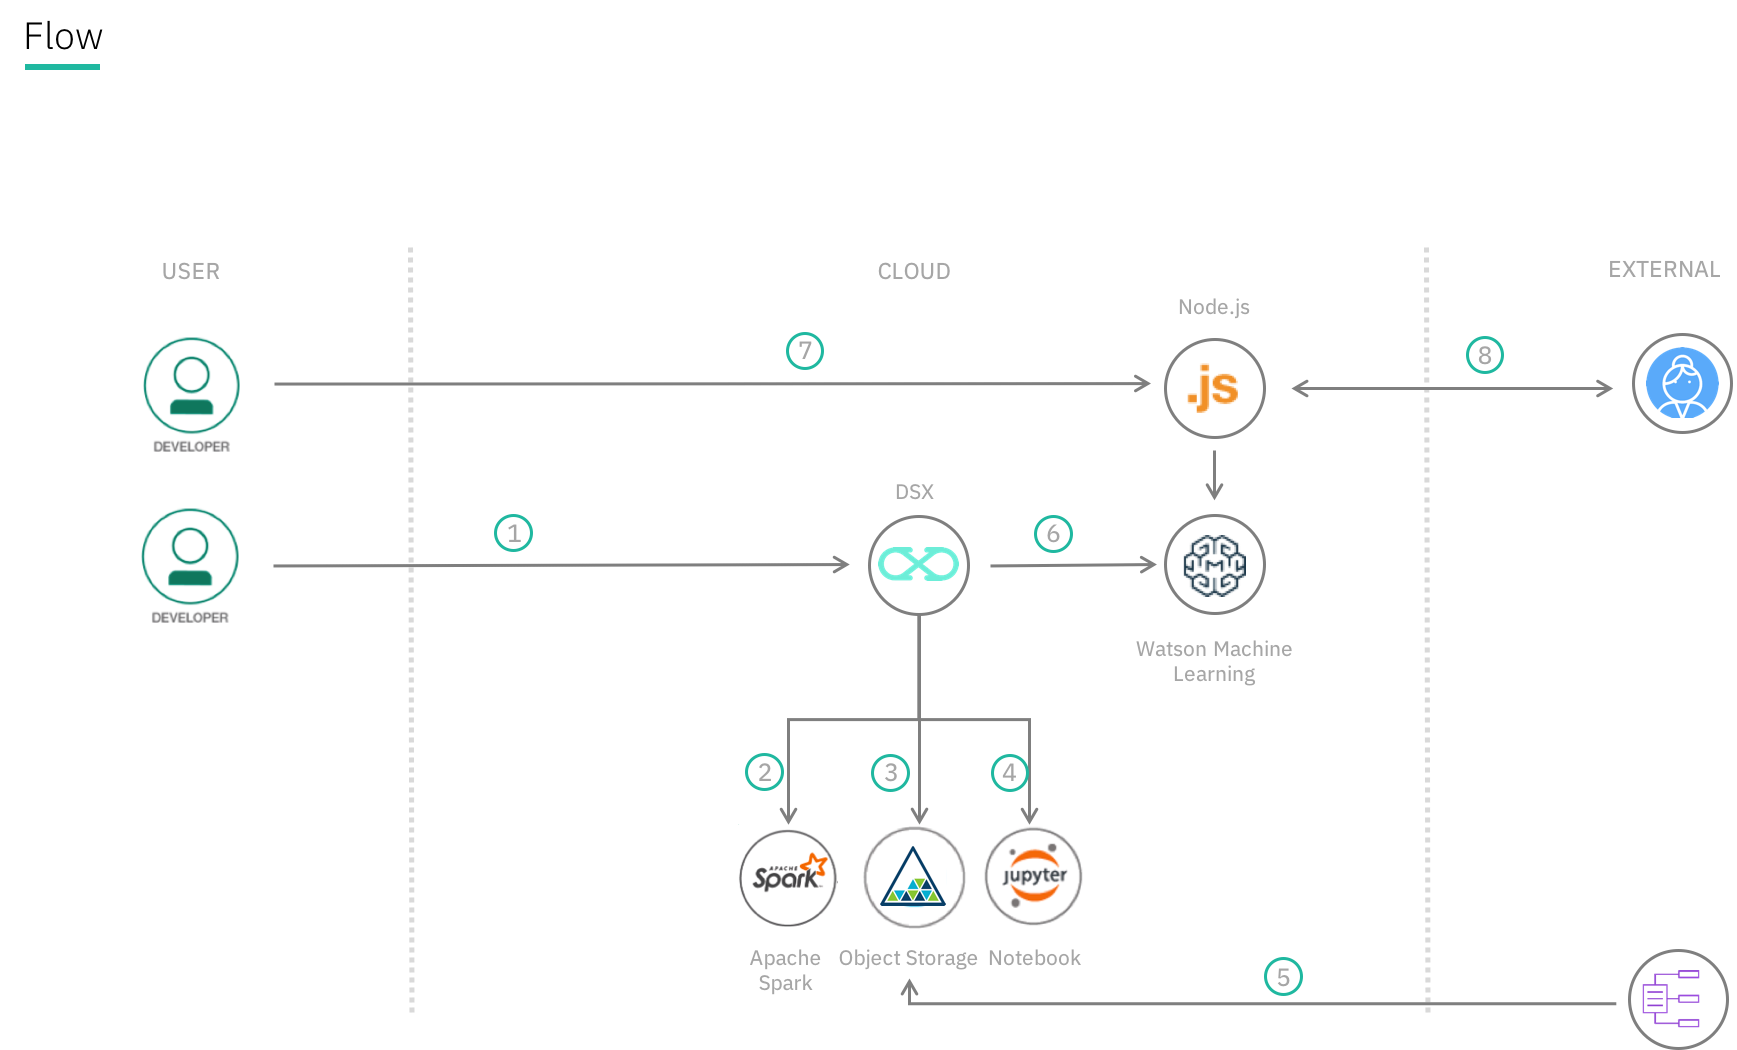 Flow
USER
CLOUD
EXTERNAL
Node.js
7
8
.js
DEVELOPER
DSX
1
6
M
DEVELOPER
Watson Machine
Learning
2
3
4
APACHE
Spark
jupyter
Apache
Spark
Object Storage
Notebook
5